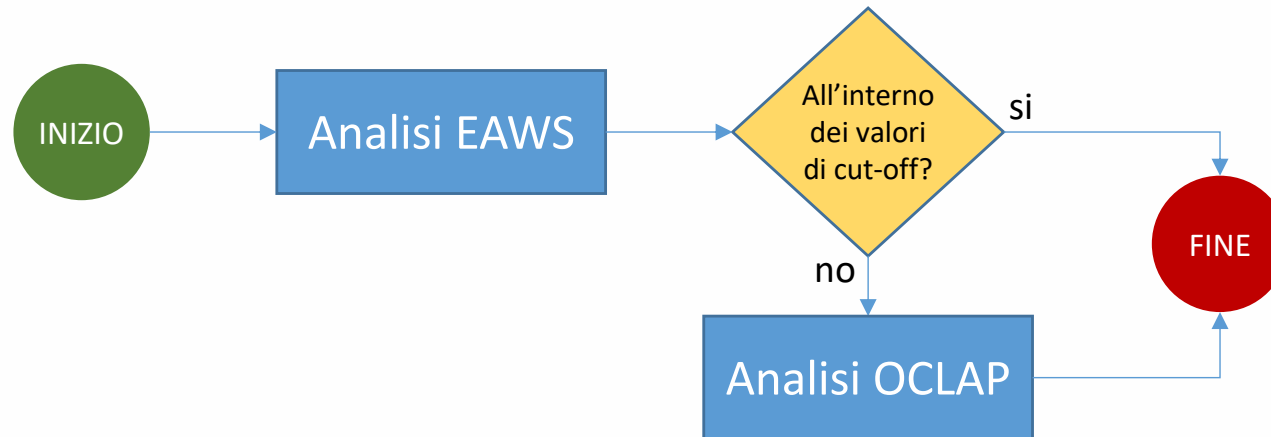 INIZIO
Analisi EAWS
All’interno
dei valori
di cut-off?
si
FINE
no
Analisi OCLAP